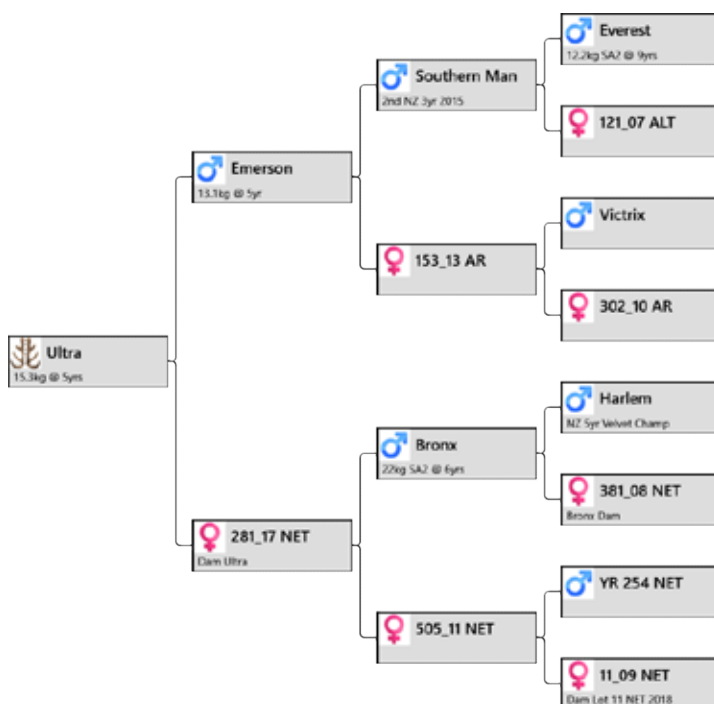 Everest
12.2kg SA2 @ 9yrs
Southern Man
2nd NZ 3yr 2015
121_07 ALT
Emerson
13.1kg @ 5yr
Victrix
153_13 AR
302_10 AR
Ultra
15.3kg @ 5yrs
Harlem
NZ 5yr Velvet Champ
Bronx
22kg SA2 @ 6yrs
381_08 NET
Bronx Dam
281_17 NET
Dam Ultra
YR 254 NET
505_11 NET
11_09 NET
Dam Lot 11 NET 2018